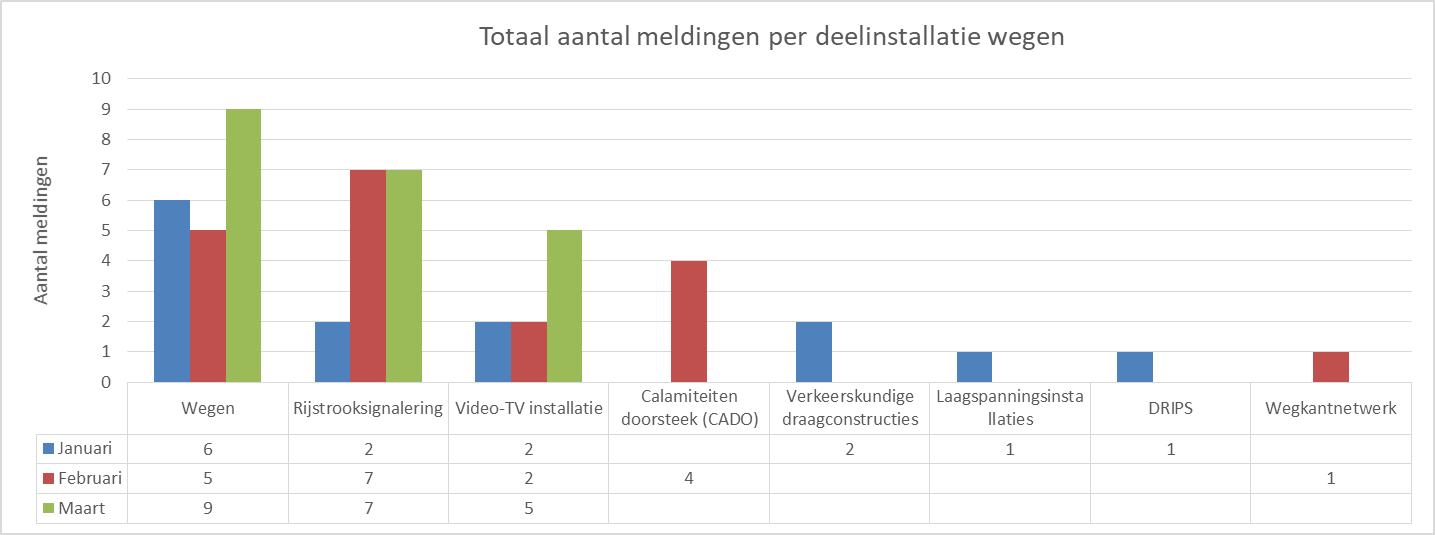 Totaal aantal meldingen per deelinstallatie wegen
Aantal meldingen
10
9
8
7
6
5
4
3
2
1
0
Wegen Rijstrooksignalering Video-TV installatie Calamiteiten doorsteek (CADO) Verkeerskundige draagconstructies Laagspanningsinsta llaties DRIPS Wegkantnetwerk
Januari 6 2 2 2 1 1
Februari 5 7 2 4 1
Maart 9 7 5